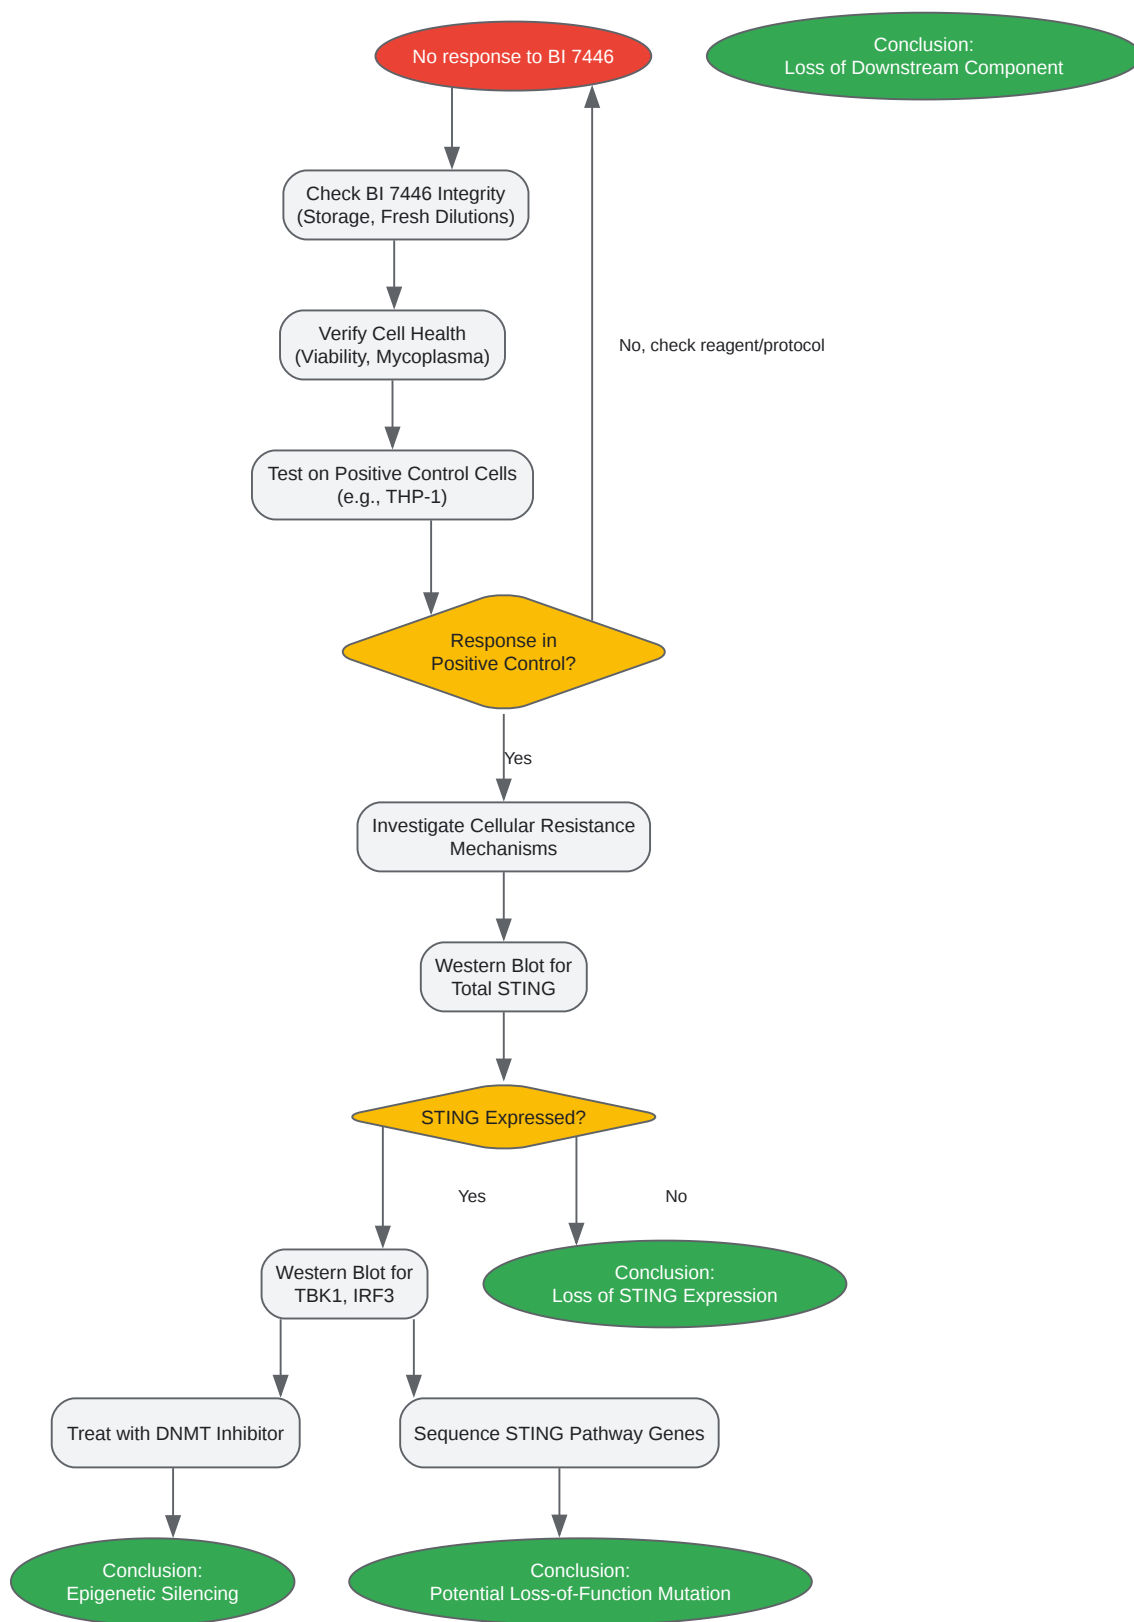 No response to BI 7446
Conclusion:
Loss of Downstream Component
Check BI 7446 Integrity
(Storage, Fresh Dilutions)
Verify Cell Health
(Viability, Mycoplasma)
No, check reagent/protocol
Test on Positive Control Cells
(e.g., THP-1)
Response in
Positive Control?
Yes
Investigate Cellular Resistance
Mechanisms
Western Blot for
Total STING
STING Expressed?
Yes
No
Western Blot for
TBK1, IRF3
Conclusion:
Loss of STING Expression
Treat with DNMT Inhibitor
Sequence STING Pathway Genes
Conclusion:
Epigenetic Silencing
Conclusion:
Potential Loss-of-Function Mutation